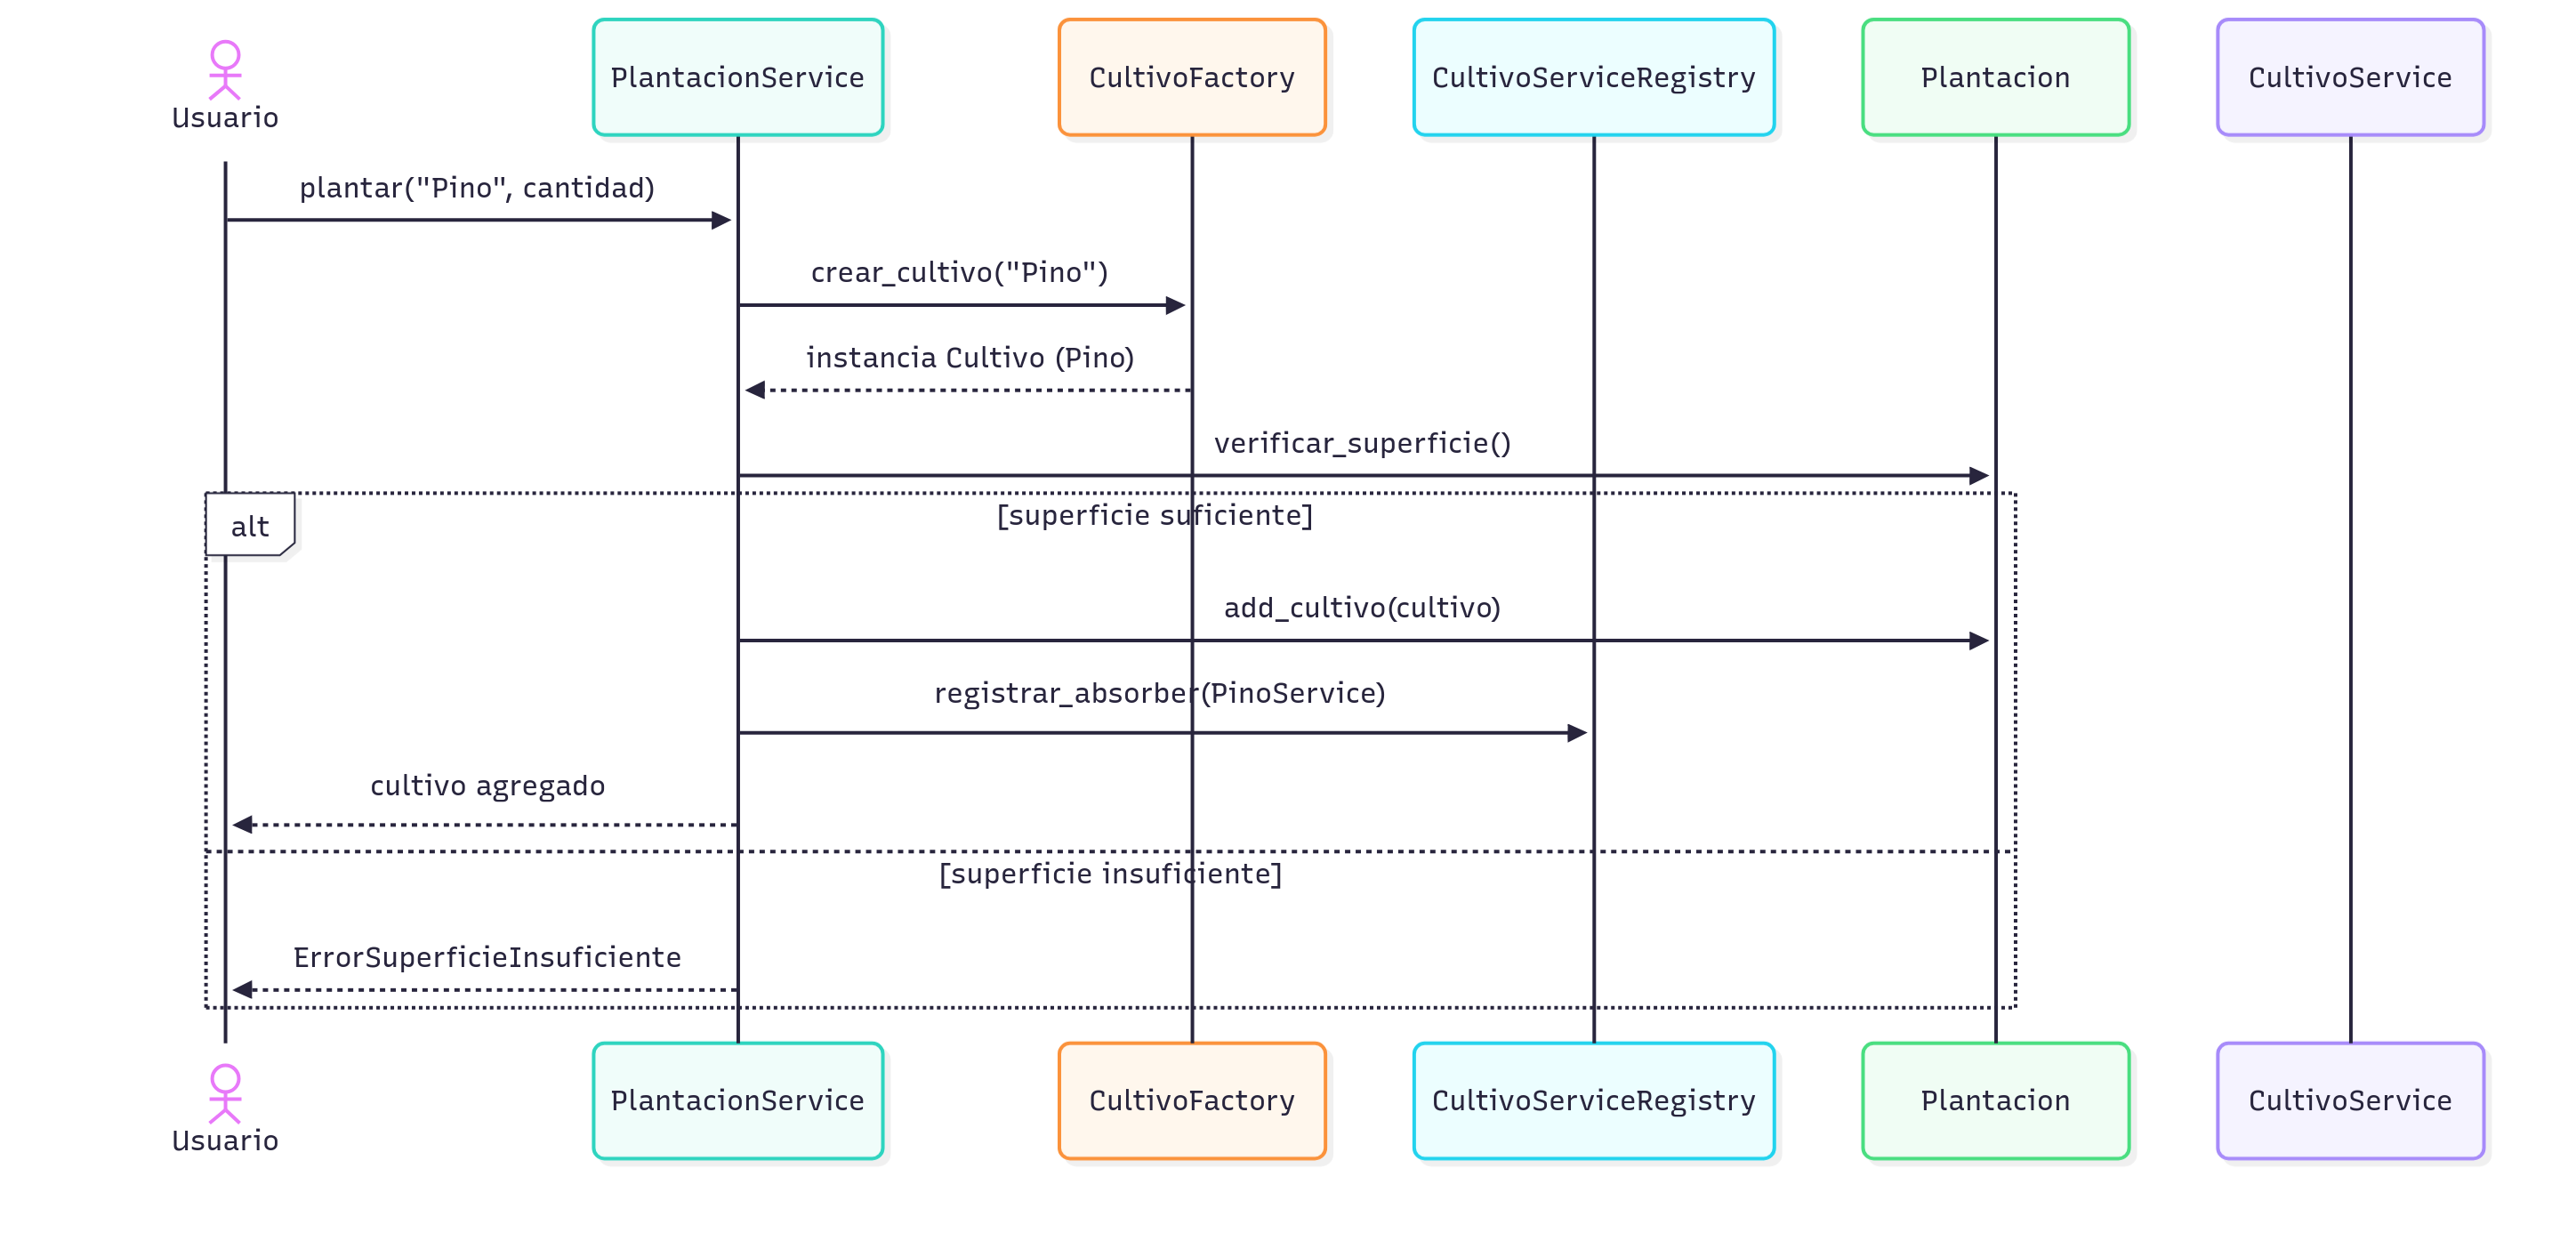 Usuario
PlantacionService
CultivoFactory
CultivoServiceRegistry
Plantacion
CultivoService
plantar("Pino", cantidad)
crear_cultivo("Pino")
instancia Cultivo (Pino)
verificar_superficie()
alt
[superficie suficiente]
add_cultivo(cultivo)
registrar_absorber(PinoService)
cultivo agregado
[superficie insuficiente]
ErrorSuperficieInsuficiente
Usuario
PlantacionService
CultivoFactory
CultivoServiceRegistry
Plantacion
CultivoService